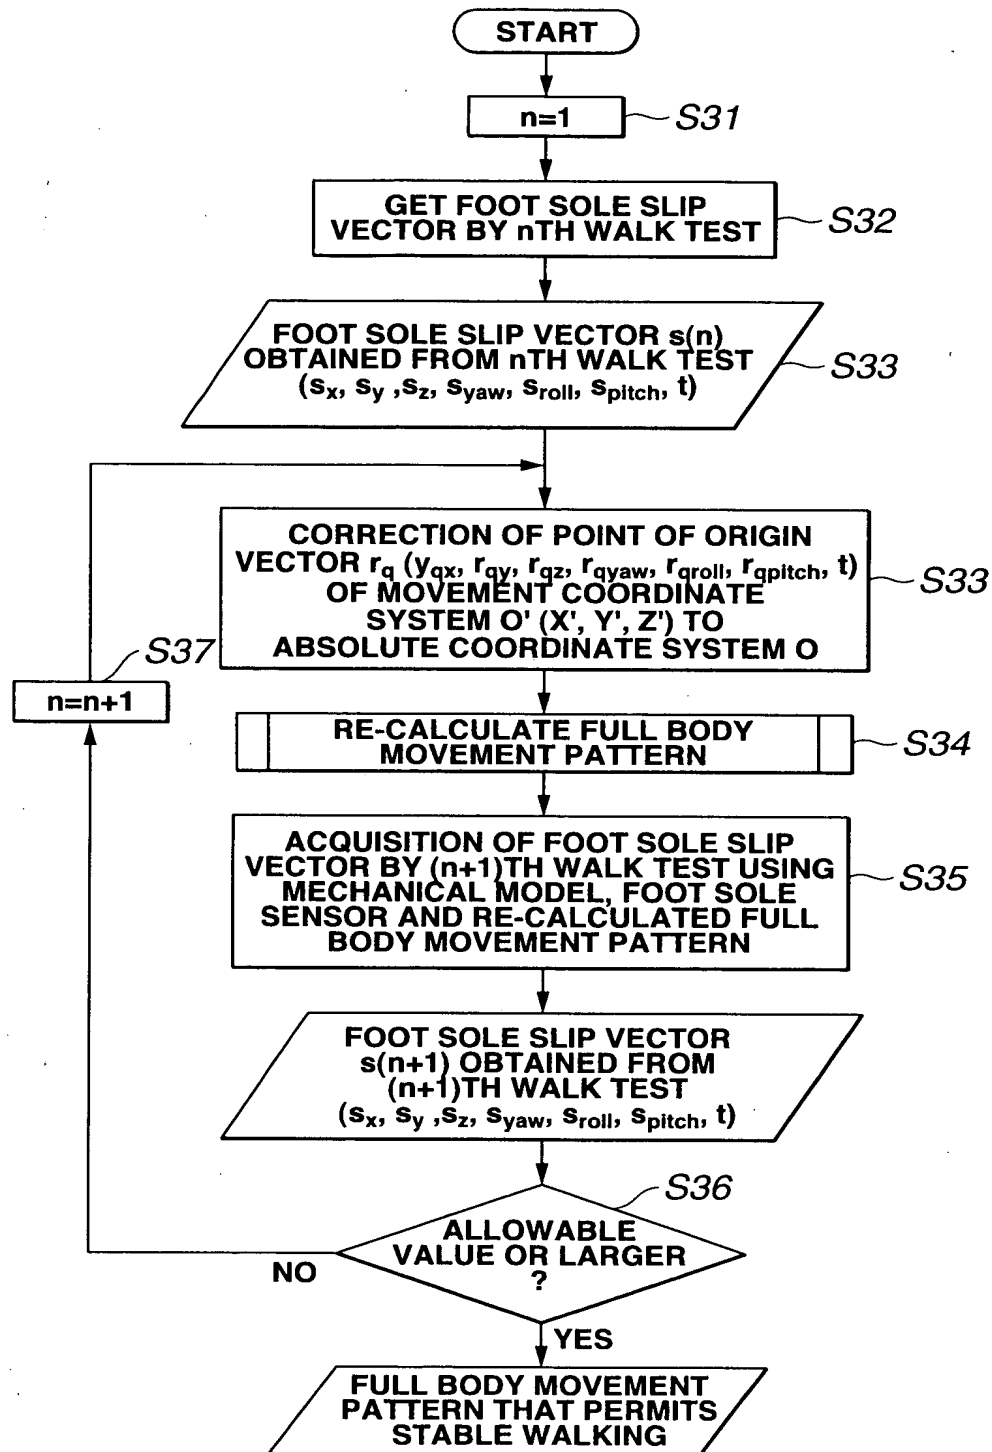 START
n=1
S31
GET FOOT SOLE SLIP
VECTOR BY nTH WALK TEST
S32
FOOT SOLE SLIP VECTOR s(n)
OBTAINED FROM nTH WALK TEST
(sx, sy ,sz, syaw, sroll, spitch, t)
S33
CORRECTION OF POINT OF ORIGIN
VECTOR rq (yqx, rqy, rqz, rqyaw, rqroll, rqpitch, t)
OF MOVEMENT COORDINATE
SYSTEM O' (X', Y', Z') TO
ABSOLUTE COORDINATE SYSTEM O
S33
S37
n=n+1
RE-CALCULATE FULL BODY
MOVEMENT PATTERN
S34
ACQUISITION OF FOOT SOLE SLIP
VECTOR BY (n+1)TH WALK TEST USING
MECHANICAL MODEL, FOOT SOLE
SENSOR AND RE-CALCULATED FULL
BODY MOVEMENT PATTERN
S35
FOOT SOLE SLIP VECTOR
s(n+1) OBTAINED FROM
(n+1)TH WALK TEST
(sx, sy ,sz, syaw, sroll, spitch, t)
S36
ALLOWABLE
VALUE OR LARGER
?
NO
YES
FULL BODY MOVEMENT
PATTERN THAT PERMITS
STABLE WALKING